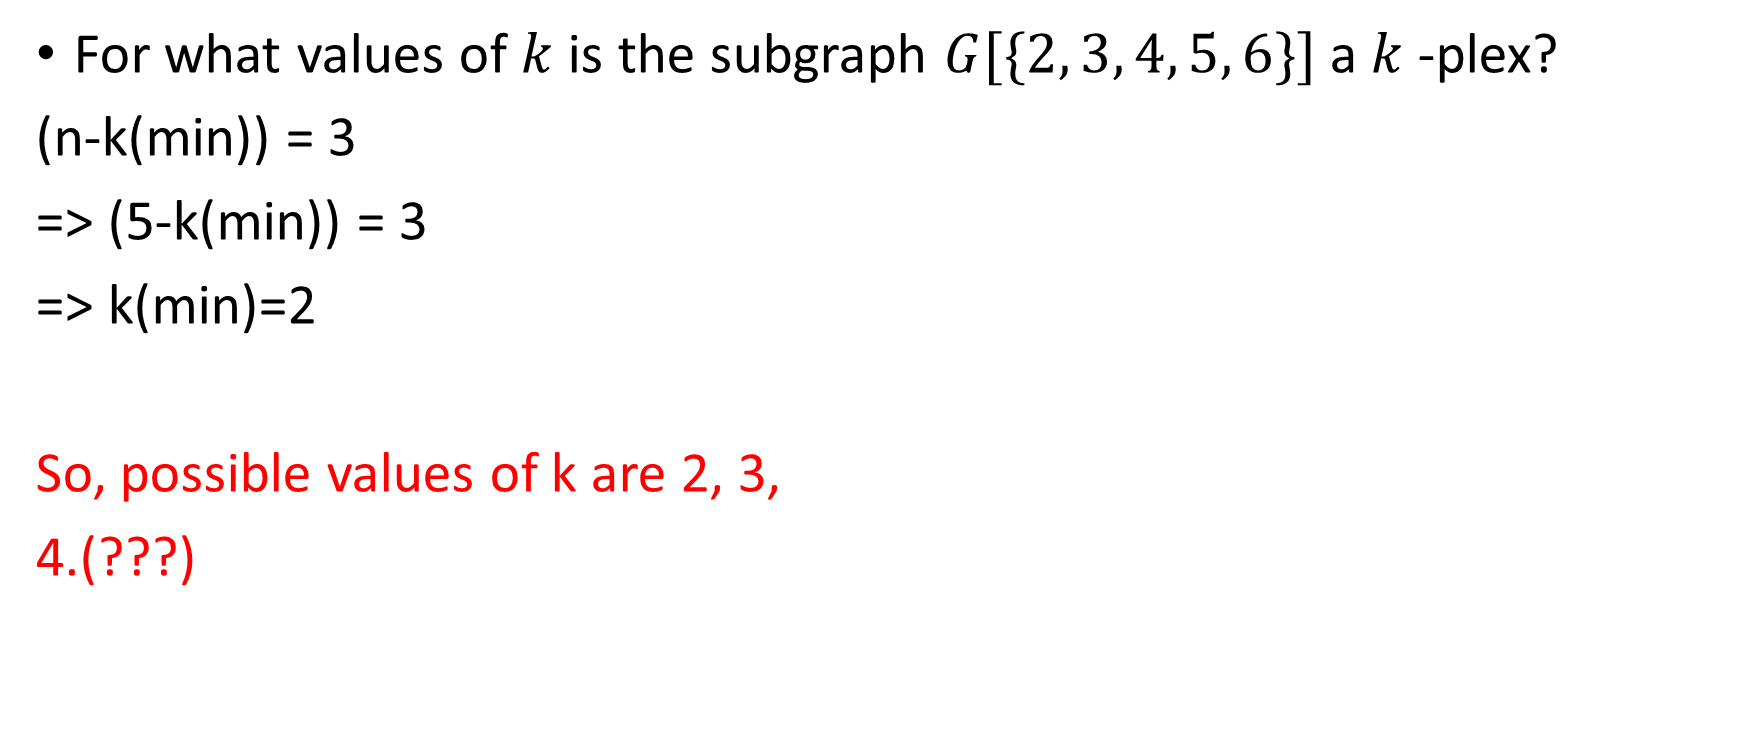 • For what values of k is the subgraph G[{2, 3, 4, 5, 6}] a k -plex?
(n-k(min)) = 3
=> (5-k(min)) = 3
=> k(min)=2
So, possible values of k are 2, 3,
4.(???)